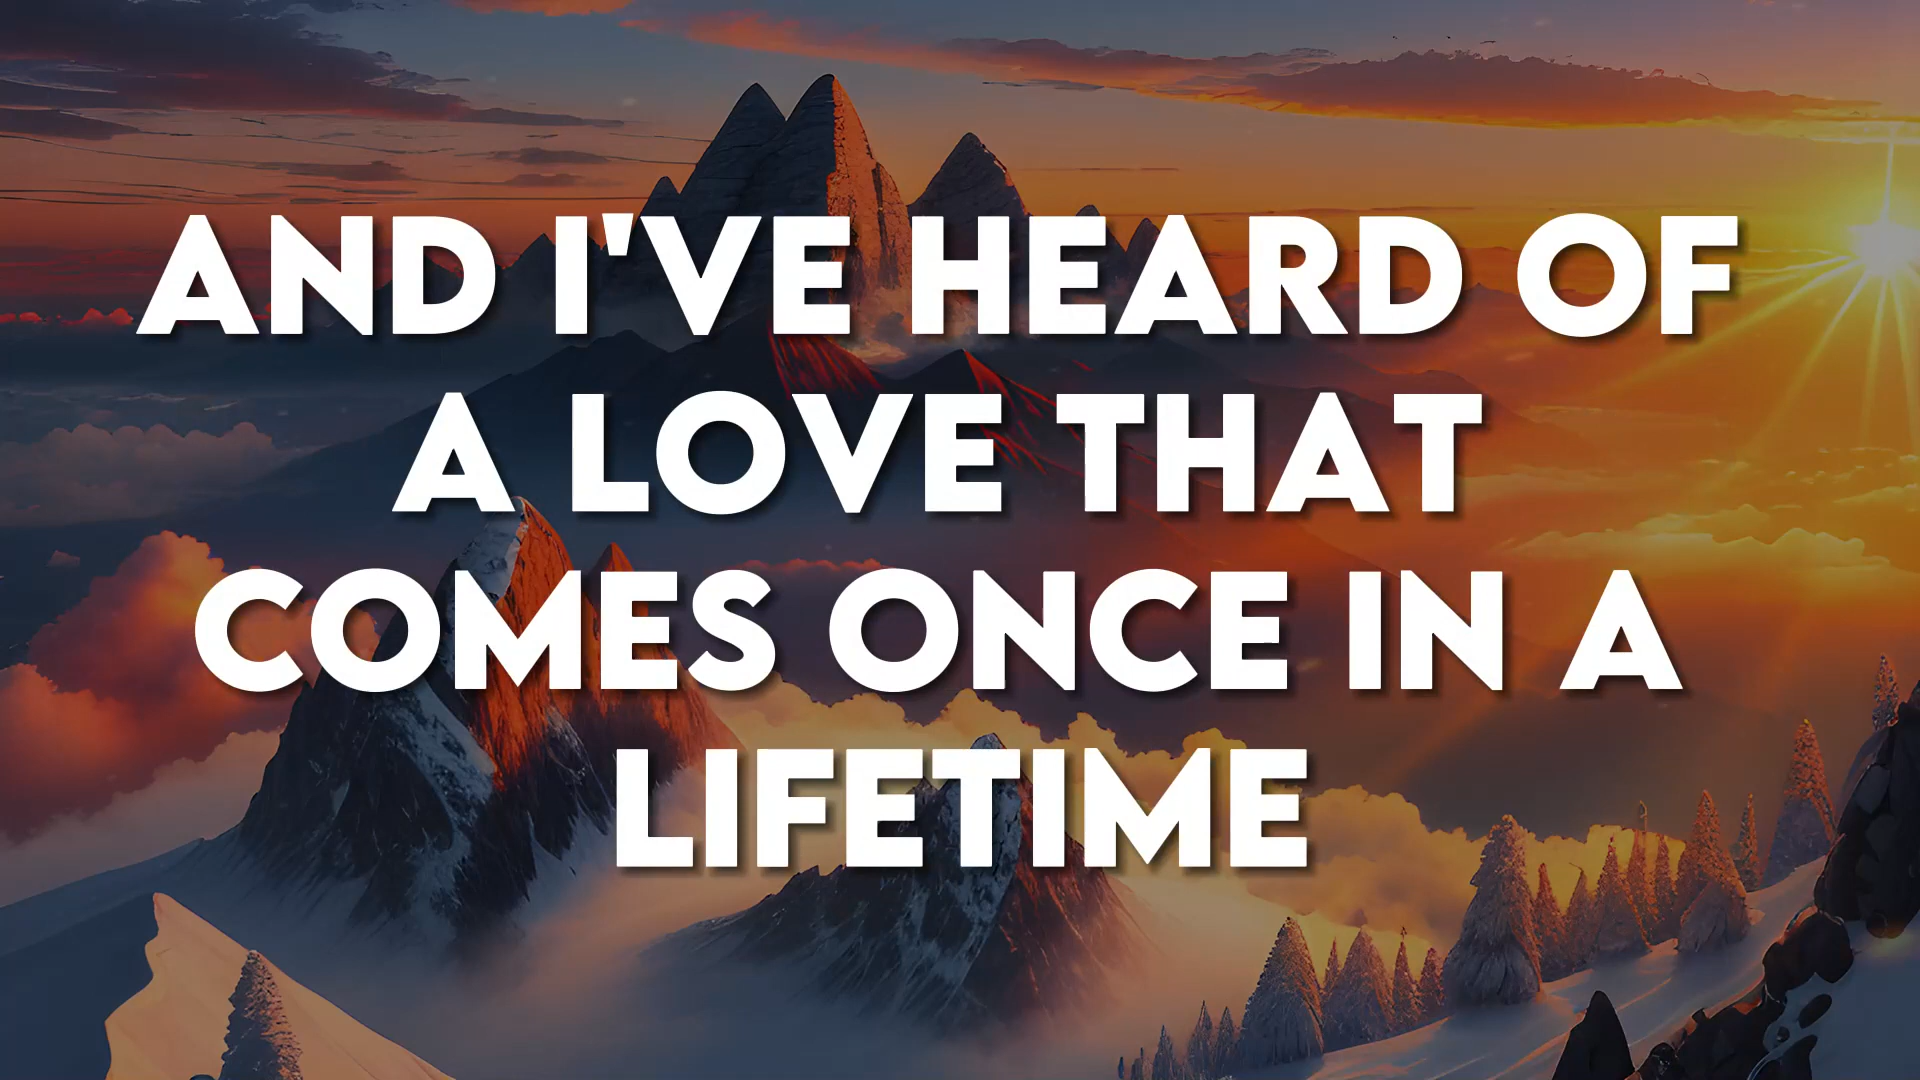 AND I'VE HEARD OF
A LOVE THAT
COMES ONCE IN A
LIFETIME